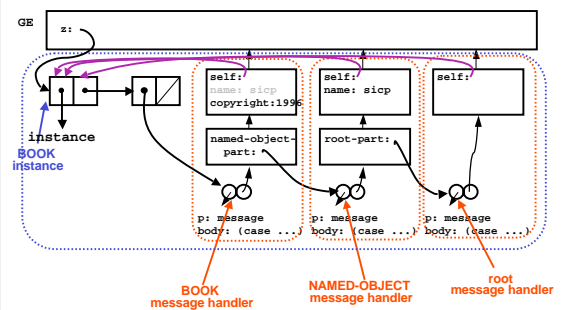 GE
z:
self:
name: sicp
copyright:1996
self:
name: sicp
self:
instance
named-object-
part:
root-part:
BOOK
instance
p: message
body: (case ...)
p: message
body: (case ...)
p: message
body: (case ...)
BOOK
message handler
NAMED-OBJECT
message handler
root
message handler